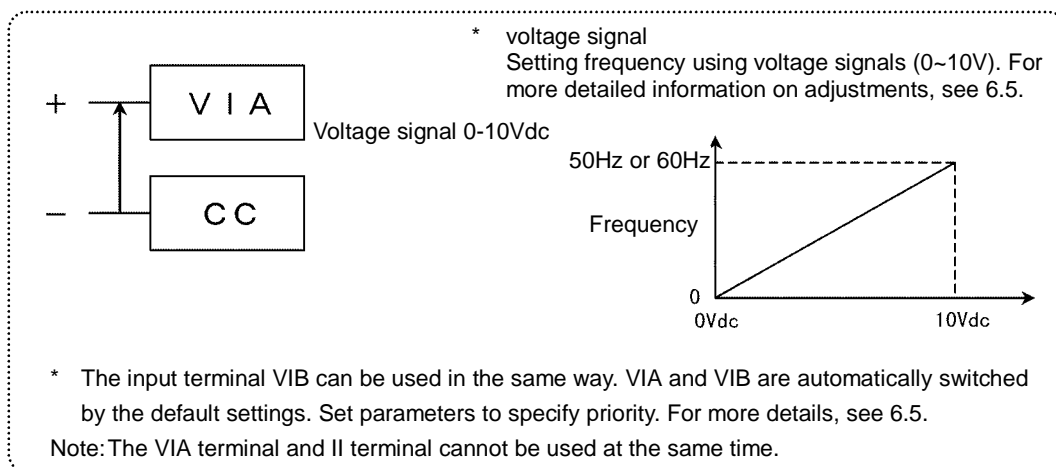 * voltage signal
Setting frequency using voltage signals (0~10V). For
more detailed information on adjustments, see 6.5.
+
VIA
Voltage signal 0-10Vdc
−
CC
50Hz or 60Hz
Frequency
0
0Vdc
10Vdc
* The input terminal VIB can be used in the same way. VIA and VIB are automatically switched
by the default settings. Set parameters to specify priority. For more details, see 6.5.
Note: The VIA terminal and II terminal cannot be used at the same time.